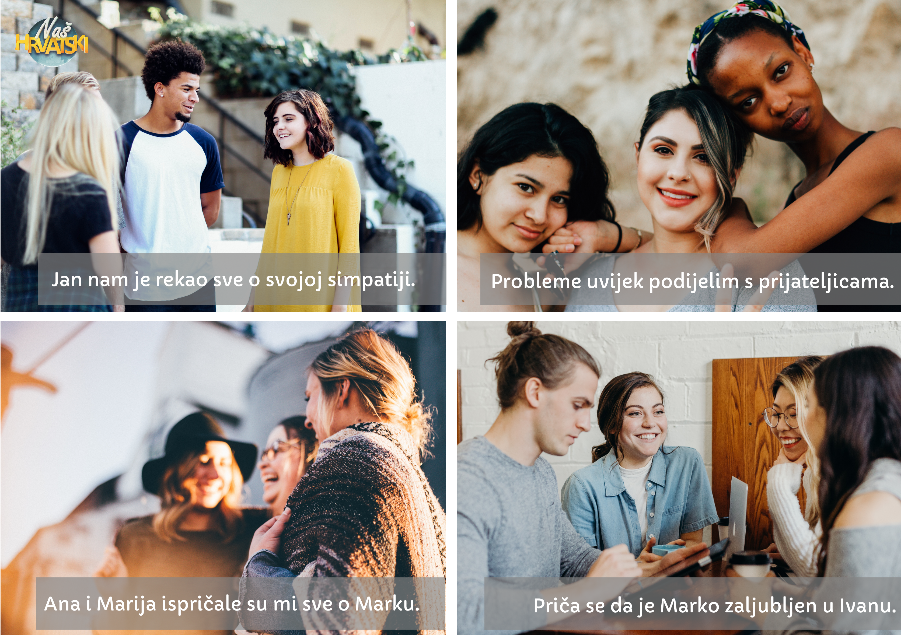 Naš
HRVATSKI
Jan nam je rekao sve o svojoj simpatiji.
Probleme uvijek podijelim s prijateljicama.
Ana i Marija ispričale su mi sve o Marku.
Priča se da je Marko zaljubljen u Ivanu.